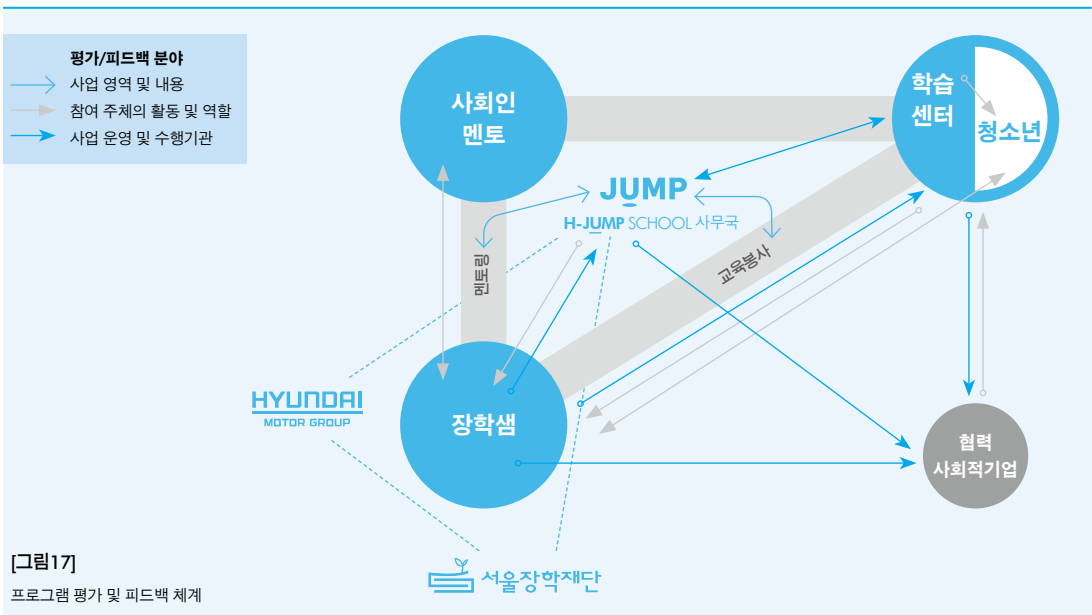 평가/피드백 분야
사업 영역 및 내용
참여 주체의 활동 및 역할
사업 운영 및 수행기관
사회인
멘토
학습
센터
청소년
JUMP
H-JUMP SCHOOL 사무국
멘토링
교육봉사
HYUNDAI
MOTOR GROUP
장학샘
협력
사회적기업
서울장학재단
[그림17]
프로그램 평가 및 피드백 체계